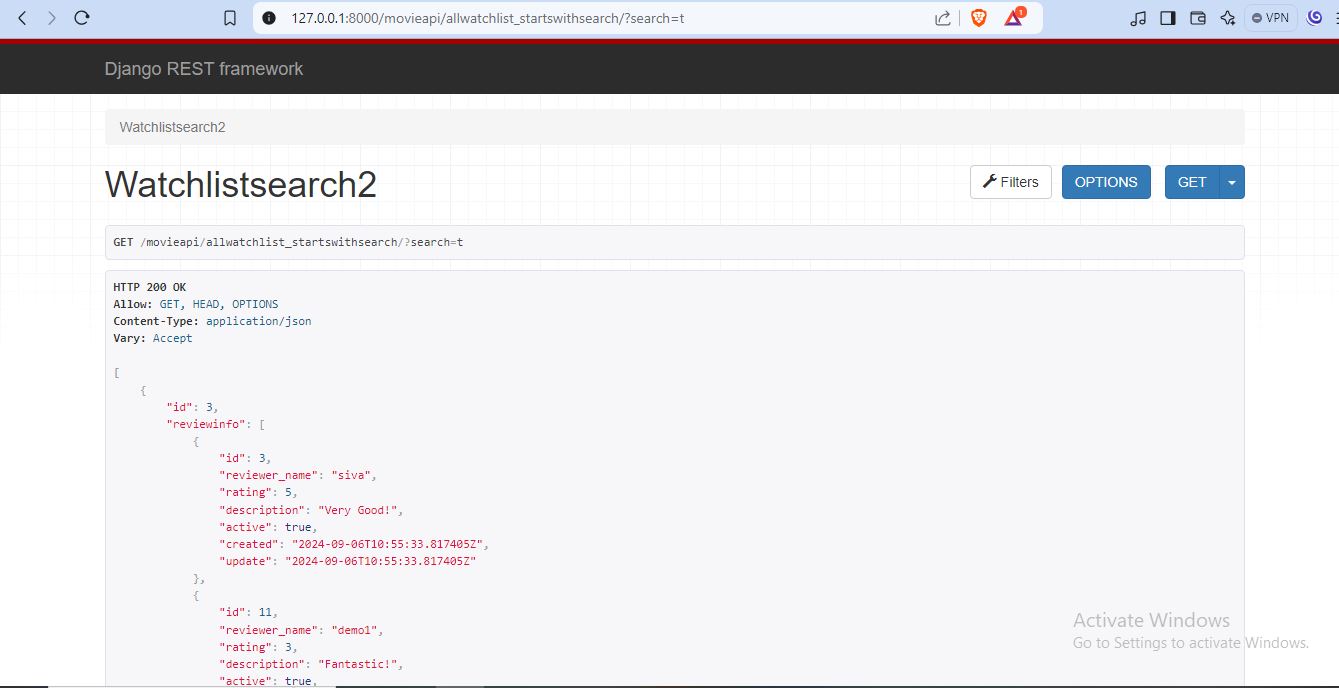 127.0.0.1:8000/movieapi/allwatchlist_startswithsearch/?search=t
1
VPN
Django REST framework
Watchlistsearch2
Watchlistsearch2
Filters
OPTIONS
GET
GET /movieapi/allwatchlist_startswithsearch/?search=t
HTTP 200 OK
Allow: GET, HEAD, OPTIONS
Content-Type: application/json
Vary: Accept
[
{
"id": 3,
"reviewinfo": [
{
"id": 3,
"reviewer_name": "siva",
"rating": 5,
"description": "Very Good!",
"active": true,
"created": "2024-09-06T10:55:33.817405Z",
"update": "2024-09-06T10:55:33.817405Z"
},
{
"id": 11,
"reviewer_name": "demo1",
"rating": 3,
"description": "Fantastic!",
"active": true,
Activate Windows
Go to Settings to activate Windows.